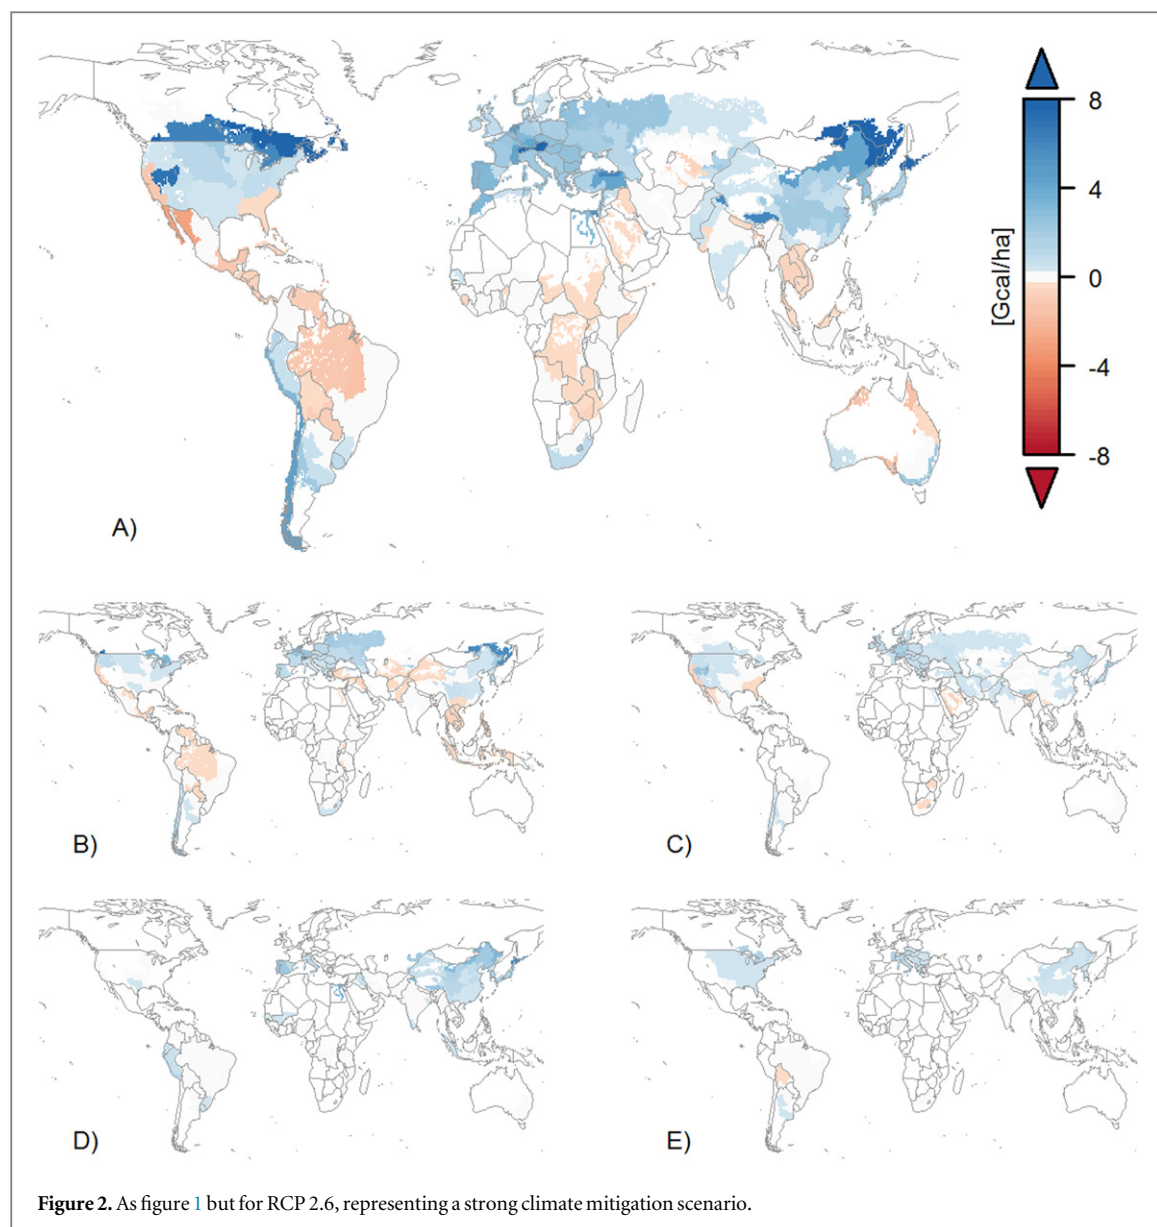 8
4
0
-4
-8
[Gcal/ha]
A)
B)
C)
D)
E)
Figure 2. As figure 1 but for RCP 2.6, representing a strong climate mitigation scenario.